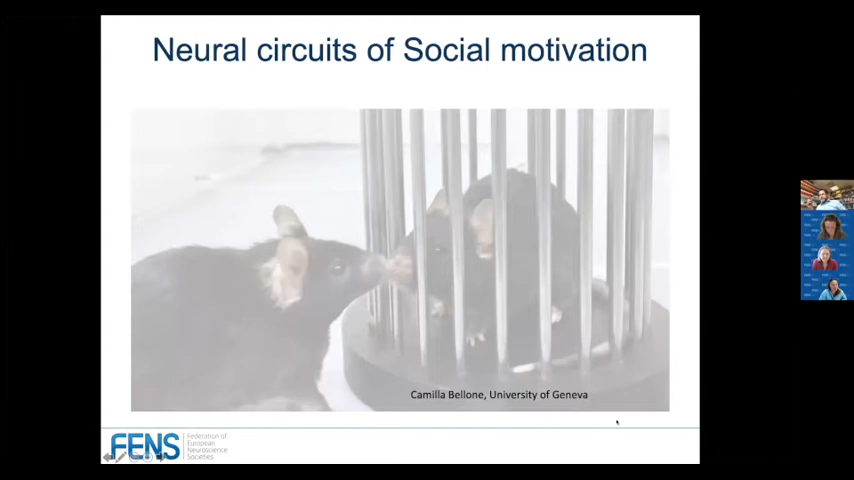 Neural circuits of Social motivation
Camilla Bellone, University of Geneva
FENS
Federation of
European
Neuroscience
Societies